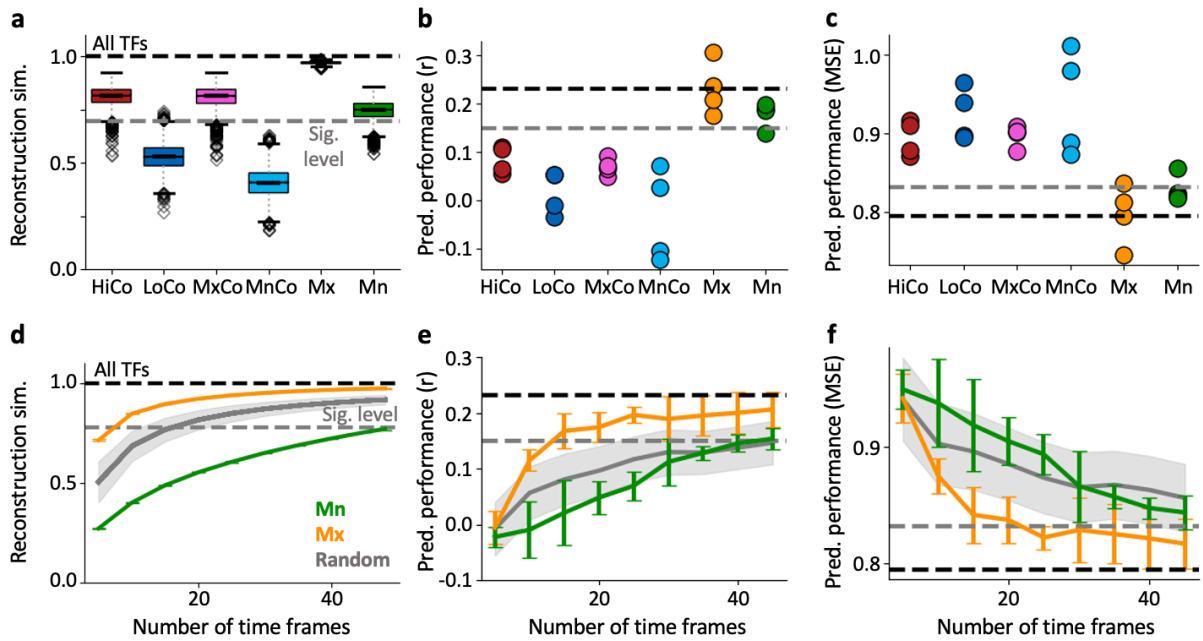 a
All TFs
Reconstruction sim.
1.0
0.5
0.0
Sig.
level
HiCo LoCo MxCo MnCo Mx Mn
b
Pred. performance (r)
0.3
0.2
0.1
0.0
-0.1
HiCo LoCo MxCo MnCo Mx Mn
c
Pred. performance (MSE)
1.0
0.9
0.8
HiCo LoCo MxCo MnCo Mx Mn
d
All TFs
Reconstruction sim.
1.0
0.5
0.0
Sig. level
Mn
Mx
Random
20 40
Number of time frames
e
Pred. performance (r)
0.3
0.2
0.1
0.0
-0.1
20 40
Number of time frames
f
Pred. performance (MSE)
0.9
0.8
20 40
Number of time frames